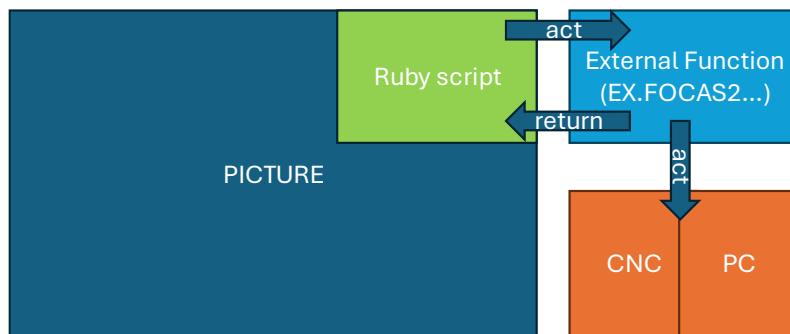 Ruby script
act
External Function
(EX.FOCAS2...)
return
act
PICTURE
CNC
PC